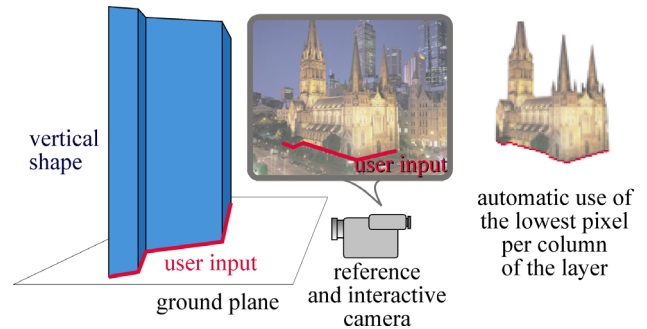 vertical
shape
user input
ground plane
user input
reference
and interactive
camera
automatic use of
the lowest pixel
per column
of the layer